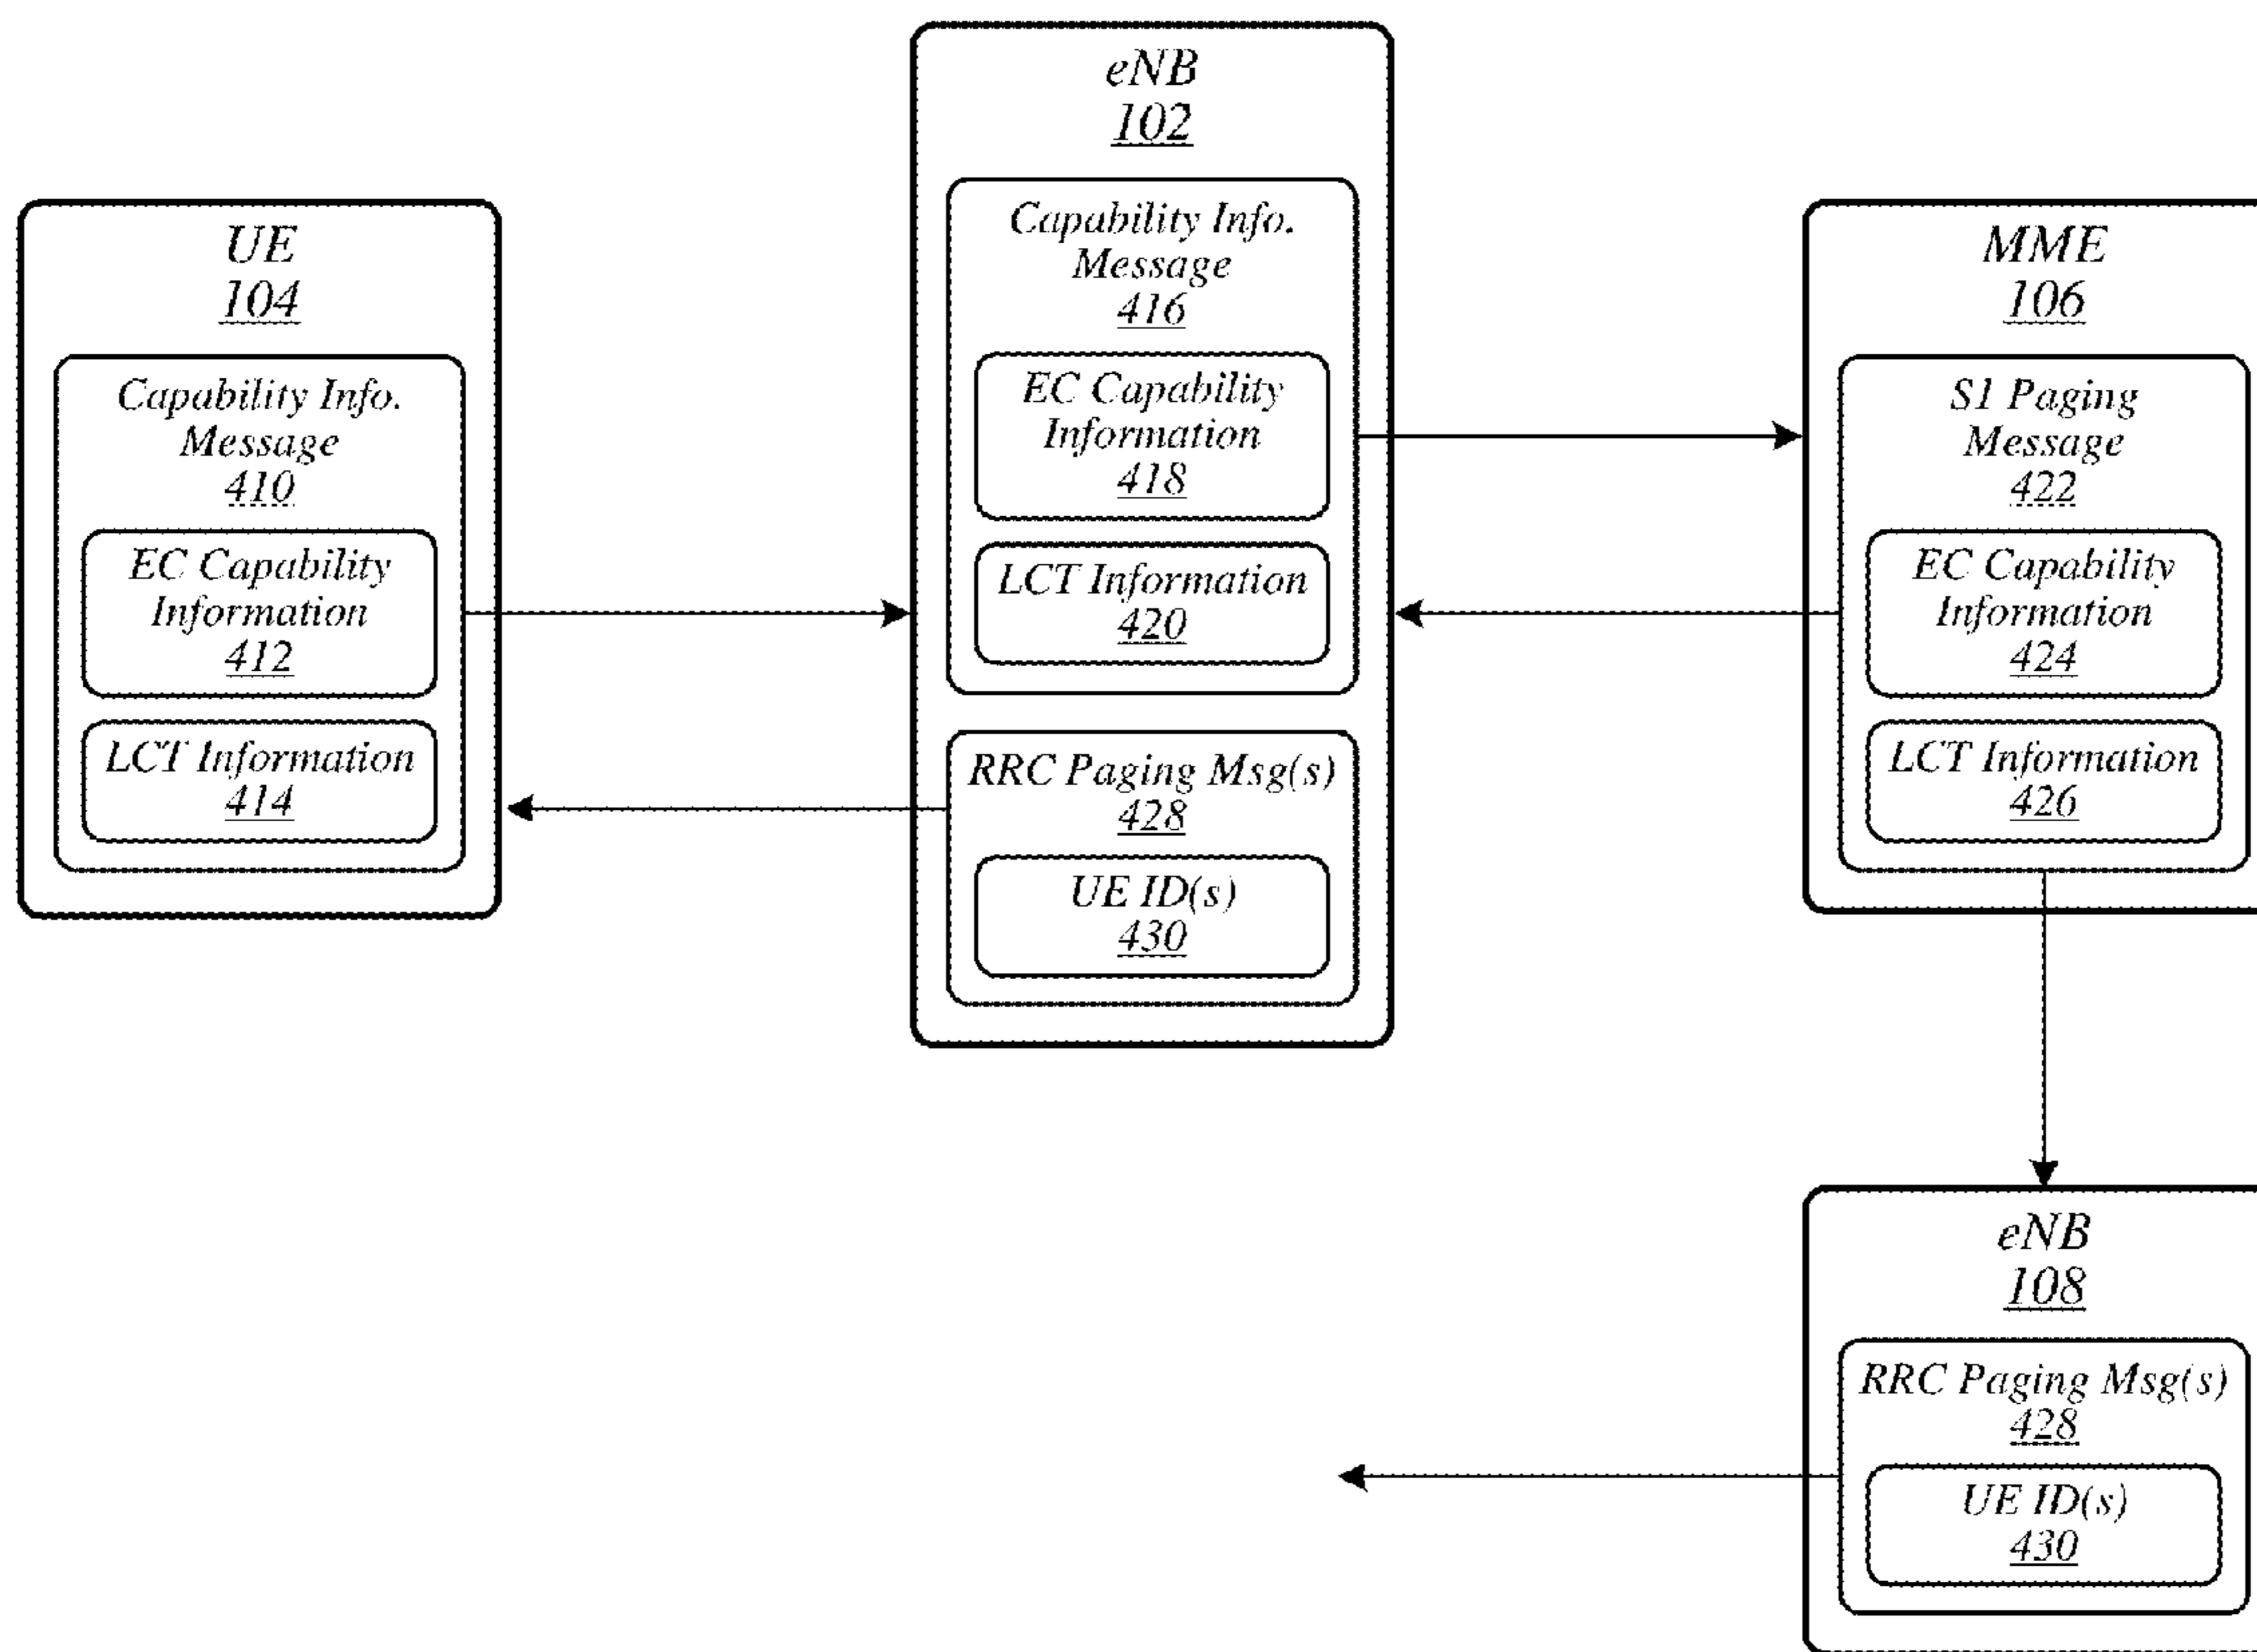 UE
104
Capability Info.
Message
410
EC Capability
Information
412
LCT Information
414
eNB
102
Capability Info.
Message
416
EC Capability
Information
418
LCT Information
420
RRC Paging Msg(s)
428
UE ID(s)
430
MME
106
S1 Paging
Message
422
EC Capability
Information
424
LCT Information
426
eNB
108
RRC Paging Msg(s)
428
UE ID(s)
430